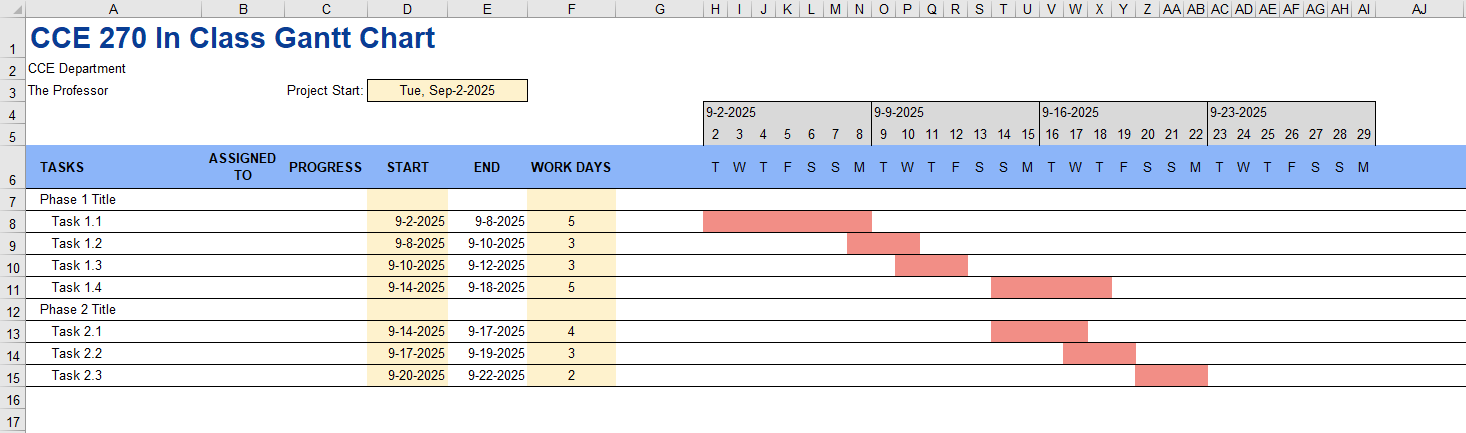 A B C D E F G H I J K L M N O P Q R S T U V W X Y Z AA AB AC AD AE AF AG AH AI AJ
1 CCE 270 In Class Gantt Chart
2 CCE Department
3 The Professor Project Start: Tue, Sep-2-2025
4 9-2-2025 9-9-2025 9-16-2025 9-23-2025
5 2 3 4 5 6 7 8 9 10 11 12 13 14 15 16 17 18 19 20 21 22 23 24 25 26 27 28 29
6 TASKS ASSIGNED TO PROGRESS START END WORK DAYS T W T F S S M T W T F S S M T W T F S S M T W T F S S M
7 Phase 1 Title
8 Task 1.1 9-2-2025 9-8-2025 5
9 Task 1.2 9-8-2025 9-10-2025 3
10 Task 1.3 9-10-2025 9-12-2025 3
11 Task 1.4 9-14-2025 9-18-2025 5
12 Phase 2 Title
13 Task 2.1 9-14-2025 9-17-2025 4
14 Task 2.2 9-17-2025 9-19-2025 3
15 Task 2.3 9-20-2025 9-22-2025 2
16
17